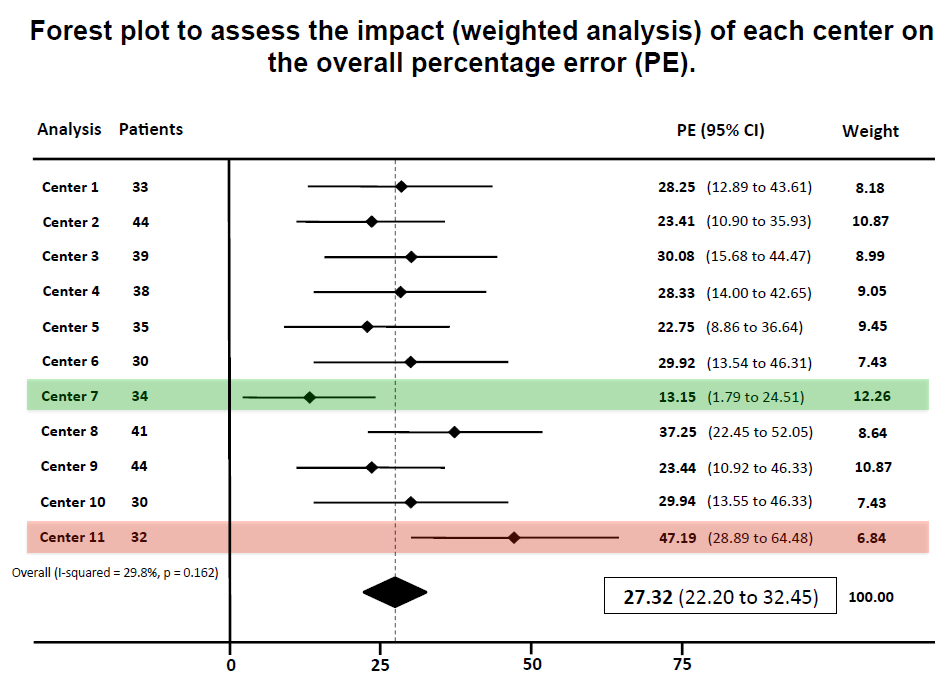 Forest plot to assess the impact (weighted analysis) of each center on
the overall percentage error (PE).
Analysis Patients PE (95% CI) Weight
Center 1 33 28.25 (12.89 to 43.61) 8.18
Center 2 44 23.41 (10.90 to 35.93) 10.87
Center 3 39 30.08 (15.68 to 44.47) 8.99
Center 4 38 28.33 (14.00 to 42.65) 9.05
Center 5 35 22.75 (8.86 to 36.64) 9.45
Center 6 30 29.92 (13.54 to 46.31) 7.43
Center 7 34 13.15 (1.79 to 24.51) 12.26
Center 8 41 37.25 (22.45 to 52.05) 8.64
Center 9 44 23.44 (10.92 to 46.33) 10.87
Center 10 30 29.94 (13.55 to 46.33) 7.43
Center 11 32 47.19 (28.89 to 64.48) 6.84
Overall (I-squared = 29.8%, p = 0.162)
27.32 (22.20 to 32.45) 100.00
0 25 50 75